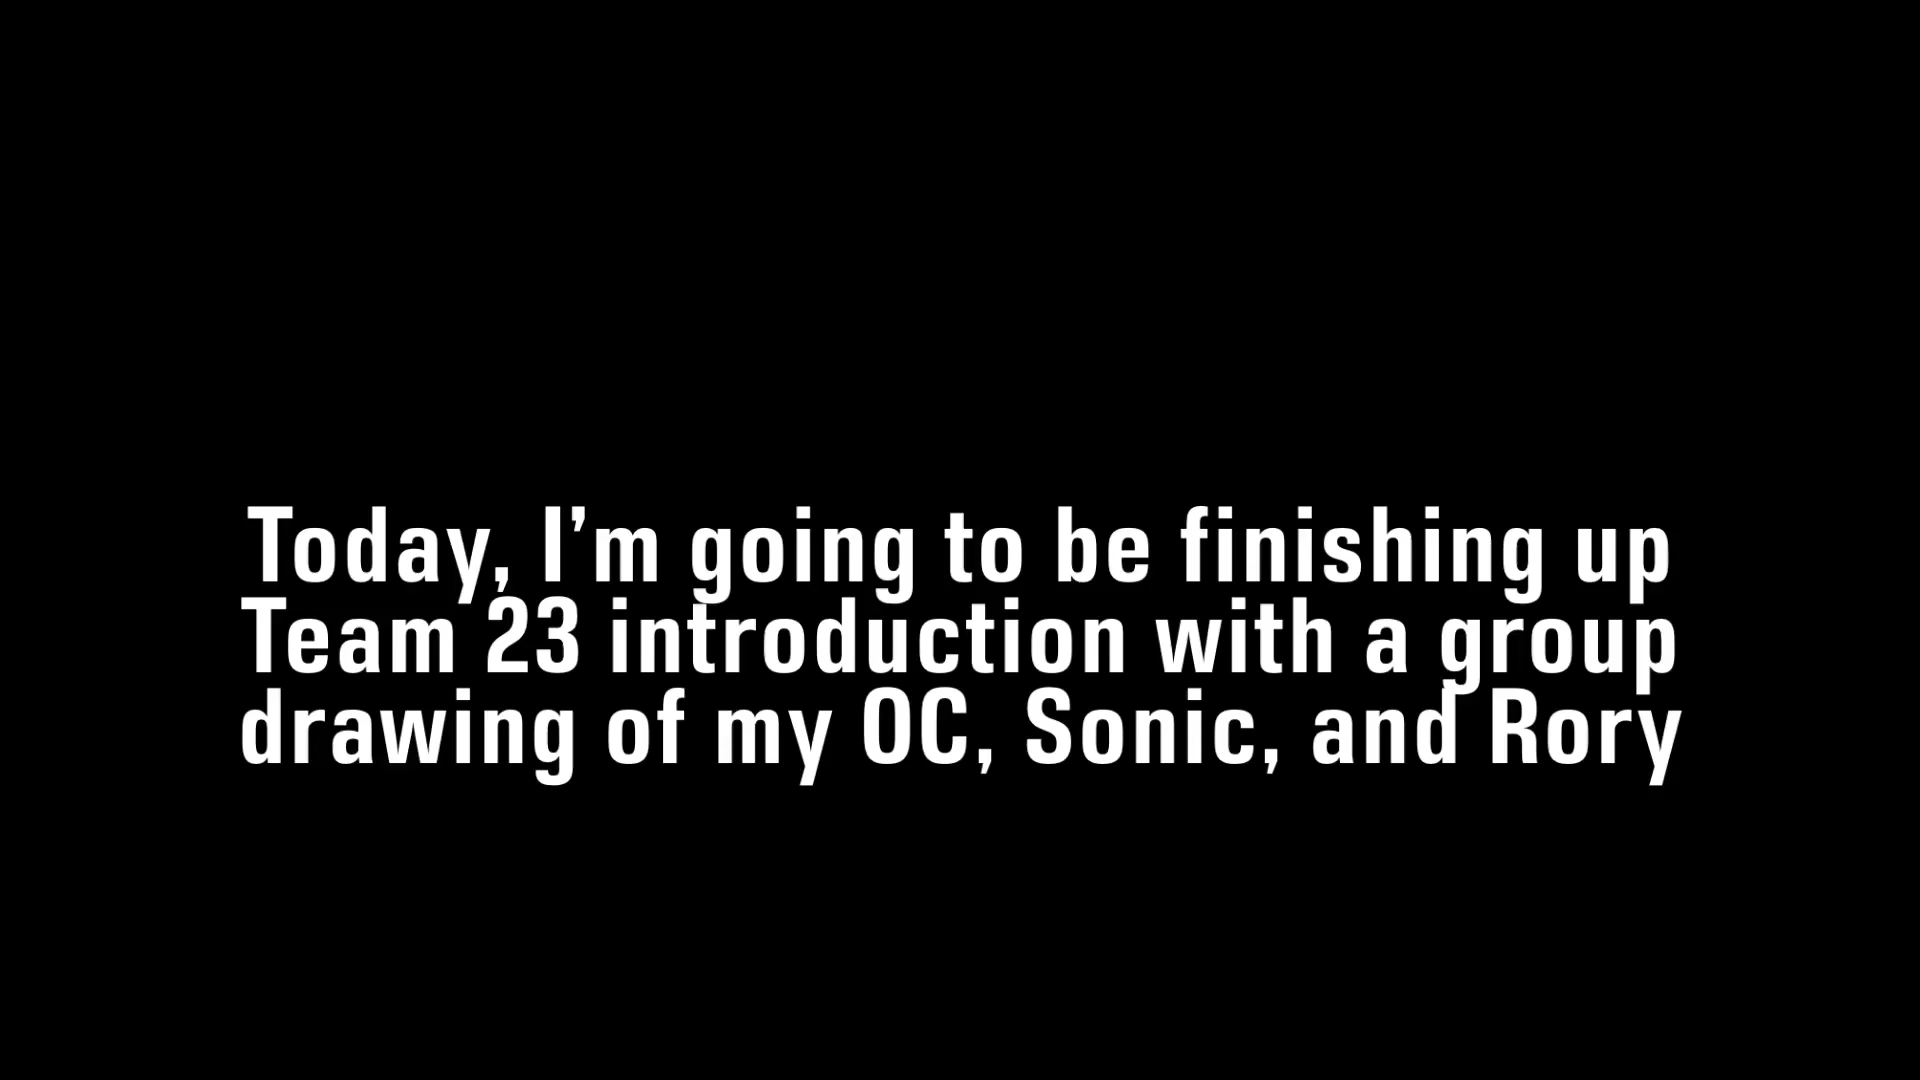 Today, I’m going to be finishing up
Team 23 introduction with a group
drawing of my OC, Sonic, and Rory